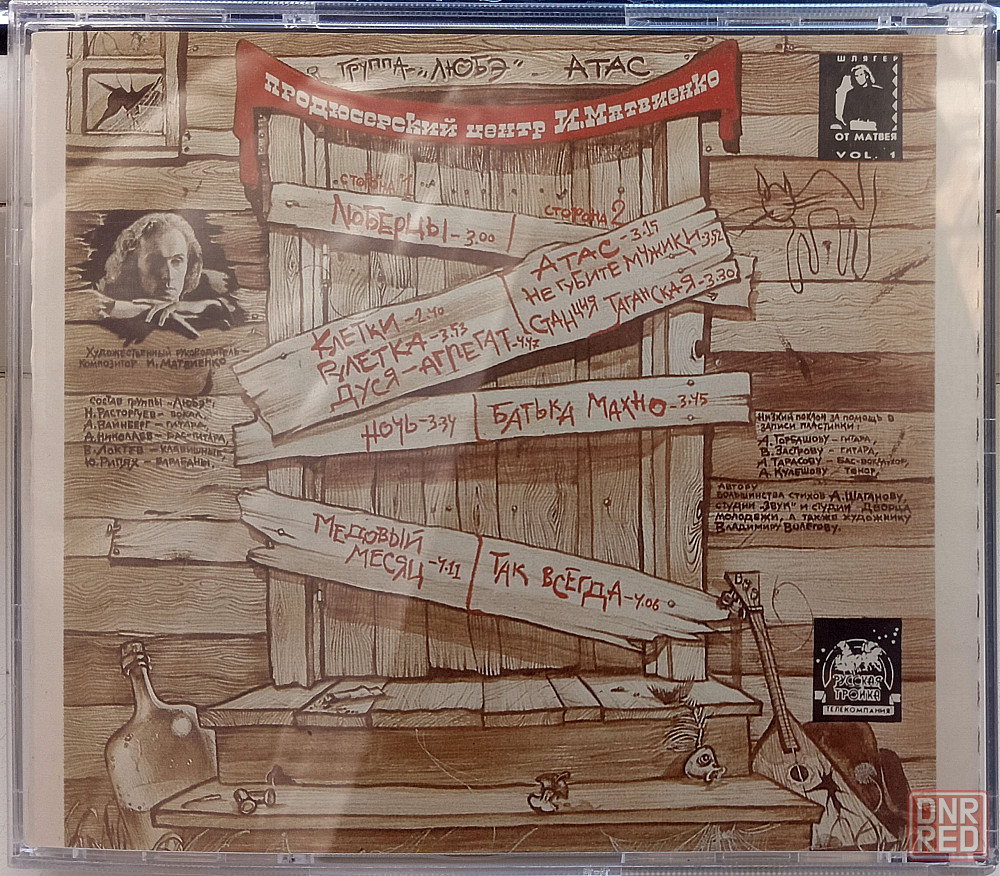 ГРУППА „ЛЮБЭ" АТАС
ПРОДЮСЕРСКИЙ ЦЕНТР И.МАТВИЕНКО
ШЛЯГЕР
ОТ МАТВЕЯ
VOL. 1
СТОРОНА 1
ЛЮБЕРЦЫ - 3.00
КЛЕТКИ - 2.40
РУЛЕТКА - 3.53
ДУСЯ - АГРЕГАТ - 4.47
НОЧЬ - 3.34
МЕДОВЫЙ
МЕСЯЦ - 4.11
СТОРОНА 2
АТАС - 3.15
НЕ ГУБИТЕ МУЖИКИ - 3.52
СТАНЦИЯ ТАГАНСКАЯ - 3.30
БАТЬКА МАХНО - 3.45
ТАК ВСЕГДА - 4.06
ХУДОЖЕСТВЕННЫЙ РУКОВОДИТЕЛЬ -
КОМПОЗИТОР И. МАТВИЕНКО
СОСТАВ ГРУППЫ „ЛЮБЭ":
Н. РАСТОРГУЕВ - ВОКАЛ,
А. ВАЙНБЕРГ - ГИТАРА,
А. НИКОЛАЕВ - БАС-ГИТАРА,
В. ЛОКТЕВ - КЛАВИШНЫЕ,
Ю. РИПЯХ - БАРАБАНЫ,
НИЗКИЙ ПОКЛОН ЗА ПОМОЩЬ В
ЗАПИСИ ПЛАСТИНКИ:
А. ГОРБАШОВУ - ГИТАРА,
В. ЗАСТРОВУ - ГИТАРА,
А. ТАРАСОВУ - БАС-ВОКАЛ, ХОР,
А. КУЛЕШОВУ - ТЕНОР,
АВТОРУ
БОЛЬШИНСТВА СТИХОВ А. ШАГАНОВУ,
СТУДИИ „ЗВУК" И СТУДИИ ДВОРЦА
МОЛОДЕЖИ, А ТАКЖЕ ХУДОЖНИКУ
ВЛАДИМИРУ ВОЛЕГОВУ.
РУССКАЯ
ТРОЙКА
ТЕЛЕКОМПАНИЯ
DNR
RED